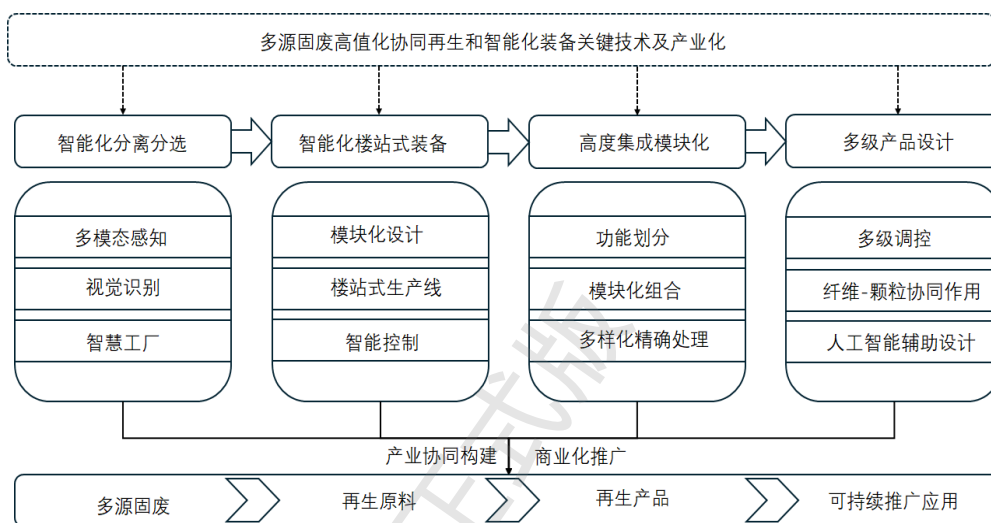 多源固废高值化协同再生和智能化装备关键技术及产业化
智能化分离分选
智能化楼站式装备
高度集成模块化
多级产品设计
多模态感知
模块化设计
功能划分
多级调控
视觉识别
楼站式生产线
模块化组合
纤维-颗粒协同作用
智慧工厂
智能控制
多样化精确处理
人工智能辅助设计
产业协同构建
商业化推广
多源固废
再生原料
再生产品
可持续推广应用
正式版